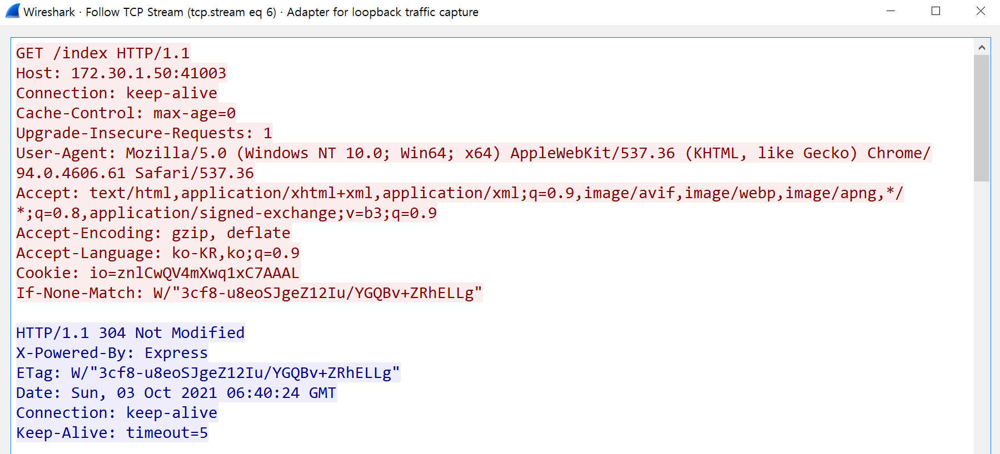 Wireshark · Follow TCP Stream (tcp.stream eq 6) · Adapter for loopback traffic capture
GET /index HTTP/1.1
Host: 172.30.1.50:41003
Connection: keep-alive
Cache-Control: max-age=0
Upgrade-Insecure-Requests: 1
User-Agent: Mozilla/5.0 (Windows NT 10.0; Win64; x64) AppleWebKit/537.36 (KHTML, like Gecko) Chrome/
94.0.4606.61 Safari/537.36
Accept: text/html,application/xhtml+xml,application/xml;q=0.9,image/avif,image/webp,image/apng,*/
*;q=0.8,application/signed-exchange;v=b3;q=0.9
Accept-Encoding: gzip, deflate
Accept-Language: ko-KR,ko;q=0.9
Cookie: io=znlCwQV4mXwq1xC7AAAL
If-None-Match: W/"3cf8-u8eoSJgeZ12Iu/YGQBv+ZRhELLg"
HTTP/1.1 304 Not Modified
X-Powered-By: Express
ETag: W/"3cf8-u8eoSJgeZ12Iu/YGQBv+ZRhELLg"
Date: Sun, 03 Oct 2021 06:40:24 GMT
Connection: keep-alive
Keep-Alive: timeout=5